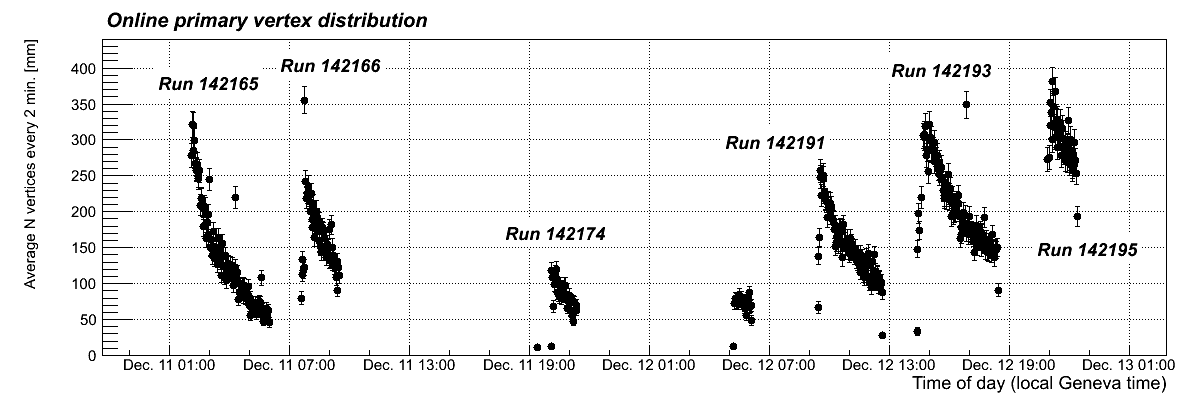 Online primary vertex distribution
Average N vertices every 2 min. [mm]
400
350
300
250
200
150
100
50
0
Run 142165
Run 142166
Run 142174
Run 142191
Run 142193
Run 142195
Dec. 11 01:00
Dec. 11 07:00
Dec. 11 13:00
Dec. 11 19:00
Dec. 12 01:00
Dec. 12 07:00
Dec. 12 13:00
Dec. 12 19:00
Dec. 13 01:00
Time of day (local Geneva time)